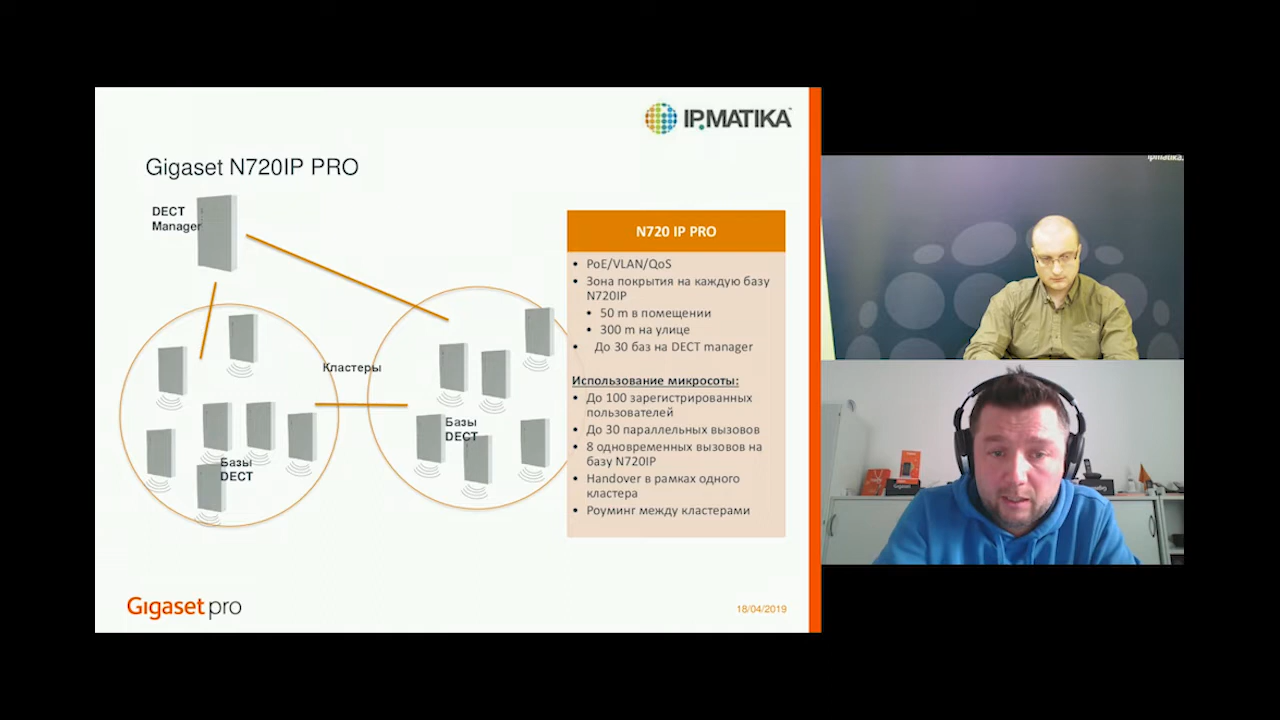 IPMATIKA
Gigaset N720IP PRO
DECT
Manager
Кластеры
Базы
DECT
Базы
DECT
N720 IP PRO
• PoE/VLAN/QoS
• Зона покрытия на каждую базу
N720IP
• 50 m в помещении
• 300 m на улице
• До 30 баз на DECT manager
Использование микросоты:
• До 100 зарегистрированных
пользователей
• До 30 параллельных вызовов
• 8 одновременных вызовов на
базу N720IP
• Handover в рамках одного
кластера
• Роуминг между кластерами
Gigaset pro
18/04/2019
ipmatika
Gigaset